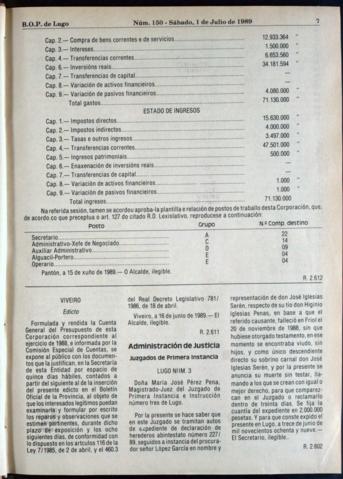 B.O.P. de Lugo Núm. 150 - Sábado, 1 de Julio de 1989 7
Cap. 2.— Compra de bens correntes e de servicios 12.933.364 "
Cap. 3.— Intereses 1.500.000 "
Cap. 4.— Transferencias correntes 6.653.560 "
Cap. 6.— Inversións reais 34.181.594 "
Cap. 7.— Transferencias de capital —
Cap. 8.— Variación de activos financieiros —
Cap. 9.— Variación de pasivos financeiros 4.080.000 "
Total gastos 71.130.000 "
ESTADO DE INGRESOS
Cap. 1.— Impostos directos 15.630.000 "
Cap. 2.— Impostos indirectos 4.000.000 "
Cap. 3.— Tasas e outros ingresos 3.497.000 "
Cap. 4.— Transferencias correntes 47.501.000 "
Cap. 5.— Ingresos patrimoniais 500.000 "
Cap. 6.— Enaxenación de inversións reais —
Cap. 7.— Transferencias de capital —
Cap. 8.— Variación de activos financieiros 1.000 "
Cap. 9.— Variación de pasivos financeiros 1.000 "
Total ingresos 71.130.000 "
Na referida sesión, tamen se acordou aproba-la plantilla e relación de postos de traballo desta Corporación, que,
de acordo co que preceptua o art. 127 do citado R.D. Lexislativo, reprodúcese a continuación:
Posto Grupo N.º Comp. destino
Secretario A 22
Administrativo-Xefe de Negociado C 14
Auxiliar Administrativo D 09
Alguacil-Portero E 04
Operario E 04
Pantón, a 15 de xuño de 1989.— O Alcalde, ilegible.
R. 2.612
VIVEIRO
Edicto
Formulada y rendida la Cuenta
General del Presupuesto de esta
Corporación correspondiente al
ejercicio de 1988, e informada por la
Comisión Especial de Cuentas, se
expone al público con los documen-
tos que la justifican, en la Secretaría
de esta Entidad por espacio de
quince días hábiles, contados a
partir del siguiente al de la inserción
del presente edicto en el Boletín
Oficial de la Provincia, al objeto de
que los interesados legítimos puedan
examinarla y formular por escrito
los reparos y observaciones que se
estimen pertinentes, durante dicho
plazo de exposición y los ocho
siguientes días, de conformidad con
lo dispuesto en los artículos 116 de la
Ley 7/1985, de 2 de abril, y el 460.3
del Real Decreto Legislativo 781/
1986, de 18 de abril.
Viveiro, a 16 de junio de 1989.— El
Alcalde, ilegible.
R. 2.611
Administración de Justicia
Juzgados de Primera Instancia
LUGO NUM. 3
Doña María José Pérez Pena,
Magistrado-Juez del Juzgado de
Primera Instancia e Instrucción
número tres de Lugo.
Por la presente se hace saber que
en este Juzgado se tramitan autos
de expediente de declaración de
herederos abintestato número 227/
89, seguidos a instancia del procura-
dor señor López García en nombre y
representación de don José Iglesias
Serén, respecto de su tío don Higinio
Iglesias Penas, en base a que el
referido causante, falleció en Friol el
20 de noviembre de 1988, sin que
hubiese otorgado testamento, en ese
momento se encontraba viudo, sin
hijos, y como único descendiente
directo su sobrino carnal don José
Iglesias Serén, y por la presente se
anuncia su muerte sin testar, lla-
mando a los que se crean con igual o
mejor derecho, para que comparez-
can en el Juzgado a reclamarlo
dentro de treinta días. Se fija la
cuantía del expediente en 2.000.000
pesetas. Y para que conste expido el
presente en Lugo, a trece de junio de
mil novecientos ochenta y nueve.—
El Secretario, ilegible.
R. 2.602